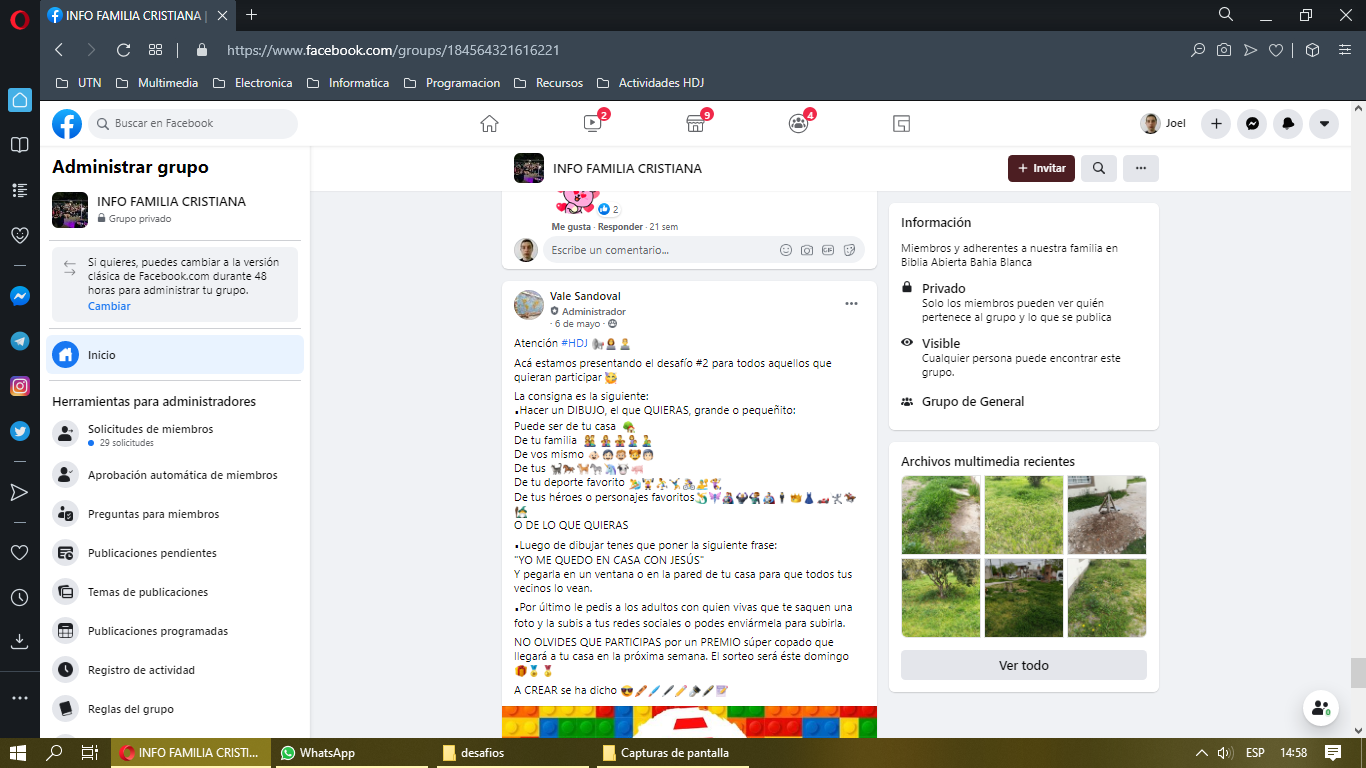 INFO FAMILIA CRISTIANA |
https://www.facebook.com/groups/184564321616221
UTN
Multimedia
Electronica
Informatica
Programacion
Recursos
Actividades HDJ
Buscar en Facebook
2
9
4
Joel
Administrar grupo
INFO FAMILIA CRISTIANA
Grupo privado
Si quieres, puedes cambiar a la versión
clásica de Facebook.com durante 48
horas para administrar tu grupo.
Cambiar
Inicio
Herramientas para administradores
Solicitudes de miembros
29 solicitudes
Aprobación automática de miembros
Preguntas para miembros
Publicaciones pendientes
Temas de publicaciones
Publicaciones programadas
Registro de actividad
Reglas del grupo
INFO FAMILIA CRISTIANA
+ Invitar
2
Me gusta · Responder · 21 sem
Escribe un comentario...
GIF
Vale Sandoval
Administrador
· 6 de mayo ·
Atención #HDJ
Acá estamos presentando el desafío #2 para todos aquellos que
quieran participar
La consigna es la siguiente:
•Hacer un DIBUJO, el que QUIERAS, grande o pequeñito:
Puede ser de tu casa
De tu familia
De vos mismo
De tus
De tu deporte favorito
De tus héroes o personajes favoritos
O DE LO QUE QUIERAS
•Luego de dibujar tenes que poner la siguiente frase:
"YO ME QUEDO EN CASA CON JESÚS"
Y pegarla en un ventana o en la pared de tu casa para que todos tus
vecinos lo vean.
•Por último le pedis a los adultos con quien vivas que te saquen una
foto y la subis a tus redes sociales o podes enviármela para subirla.
NO OLVIDES QUE PARTICIPAS por un PREMIO súper copado que
llegará a tu casa en la próxima semana. El sorteo será éste domingo
A CREAR se ha dicho
Información
Miembros y adherentes a nuestra familia en
Biblia Abierta Bahia Blanca
Privado
Solo los miembros pueden ver quién
pertenece al grupo y lo que se publica
Visible
Cualquier persona puede encontrar este
grupo.
Grupo de General
Archivos multimedia recientes
Ver todo
INFO FAMILIA CRISTI...
WhatsApp
desafios
Capturas de pantalla
ESP
14:58